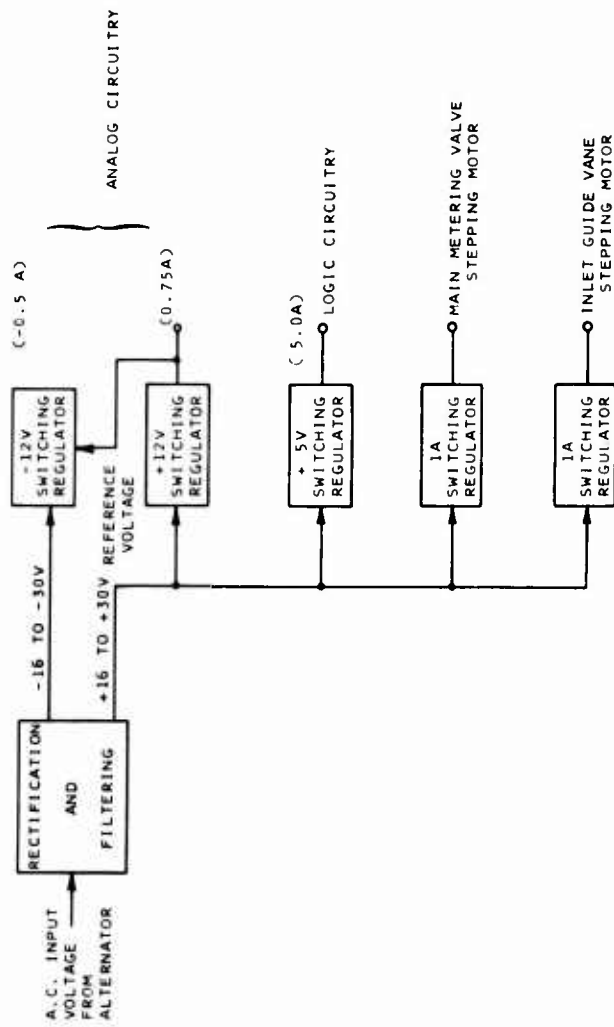 A.C. INPUT
VOLTAGE
FROM
ALTERNATOR
RECTIFICATION
AND
FILTERING
-16 TO -30V
+16 TO +30V
REFERENCE
VOLTAGE
-12V
SWITCHING
REGULATOR
(-0.5 A)
+12V
SWITCHING
REGULATOR
(0.75A)
ANALOG CIRCUITRY
+ 5V
SWITCHING
REGULATOR
(5.0A)
LOGIC CIRCUITRY
1A
SWITCHING
REGULATOR
MAIN METERING VALVE
STEPPING MOTOR
1A
SWITCHING
REGULATOR
INLET GUIDE VANE
STEPPING MOTOR